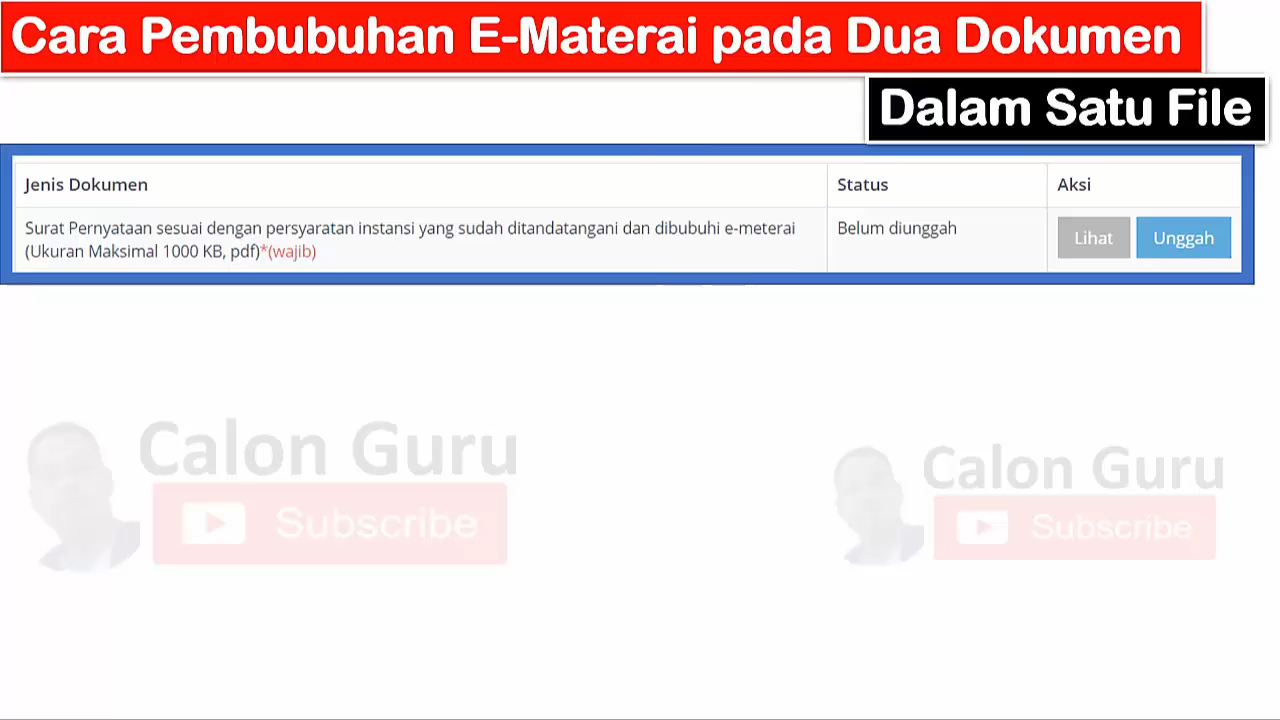 Cara Pembubuhan E-Materai pada Dua Dokumen
Dalam Satu File
Jenis Dokumen
Status
Aksi
Surat Pernyataan sesuai dengan persyaratan instansi yang sudah ditandatangani dan dibubuhi e-meterai
(Ukuran Maksimal 1000 KB, pdf)*(wajib)
Belum diunggah
Lihat
Unggah
Calon Guru
Subscribe
Calon Guru
Subscribe